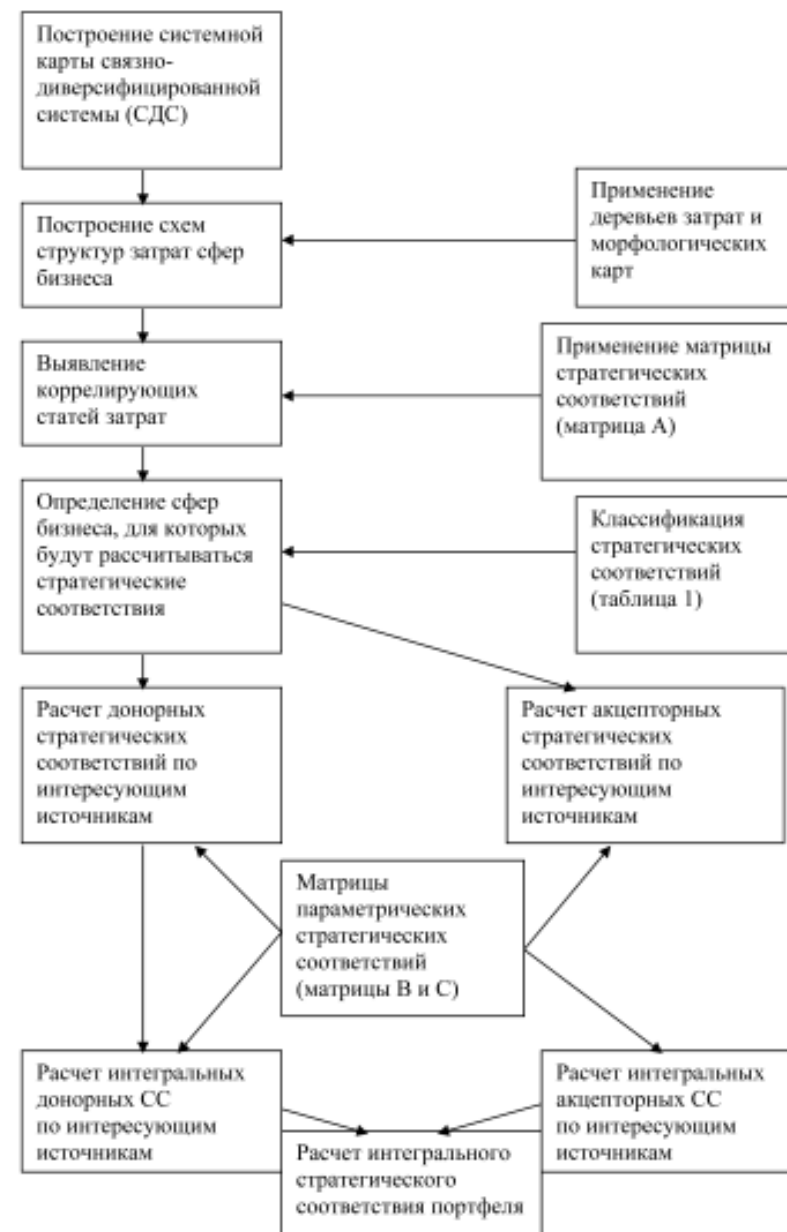 Построение системной
карты связно-
диверсифицированной
системы (СДС)
Применение
деревьев затрат и
морфологических
карт
Построение схем
структур затрат сфер
бизнеса
Применение матрицы
стратегических
соответствий
(матрица А)
Выявление
коррелирующих
статей затрат
Определение сфер
бизнеса, для которых
будут рассчитываться
стратегические
соответствия
Классификация
стратегических
соответствий
(таблица 1)
Расчет донорных
стратегических
соответствий по
интересующим
источникам
Расчет акцепторных
стратегических
соответствий по
интересующим
источникам
Матрицы
параметрических
стратегических
соответствий
(матрицы В и С)
Расчет интегральных
донорных СС
по интересующим
источникам
Расчет интегральных
акцепторных СС
по интересующим
источникам
Расчет интегрального
стратегического
соответствия портфеля